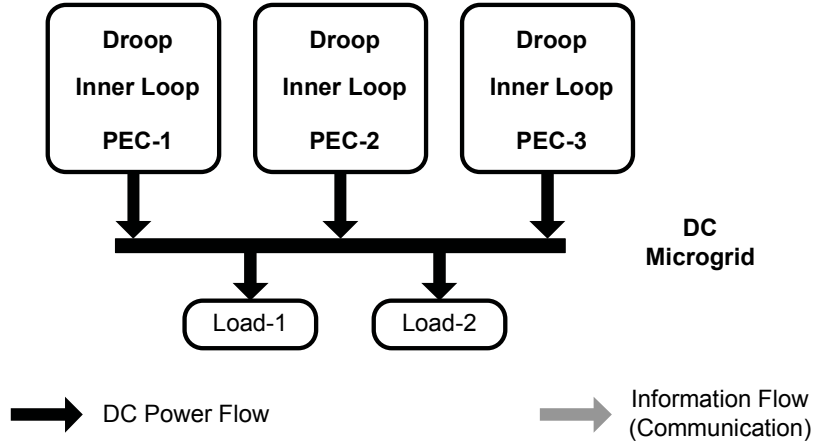 Droop
Inner Loop
PEC-1
Droop
Inner Loop
PEC-2
Droop
Inner Loop
PEC-3
DC
Microgrid
Load-1
Load-2
DC Power Flow
Information Flow
(Communication)